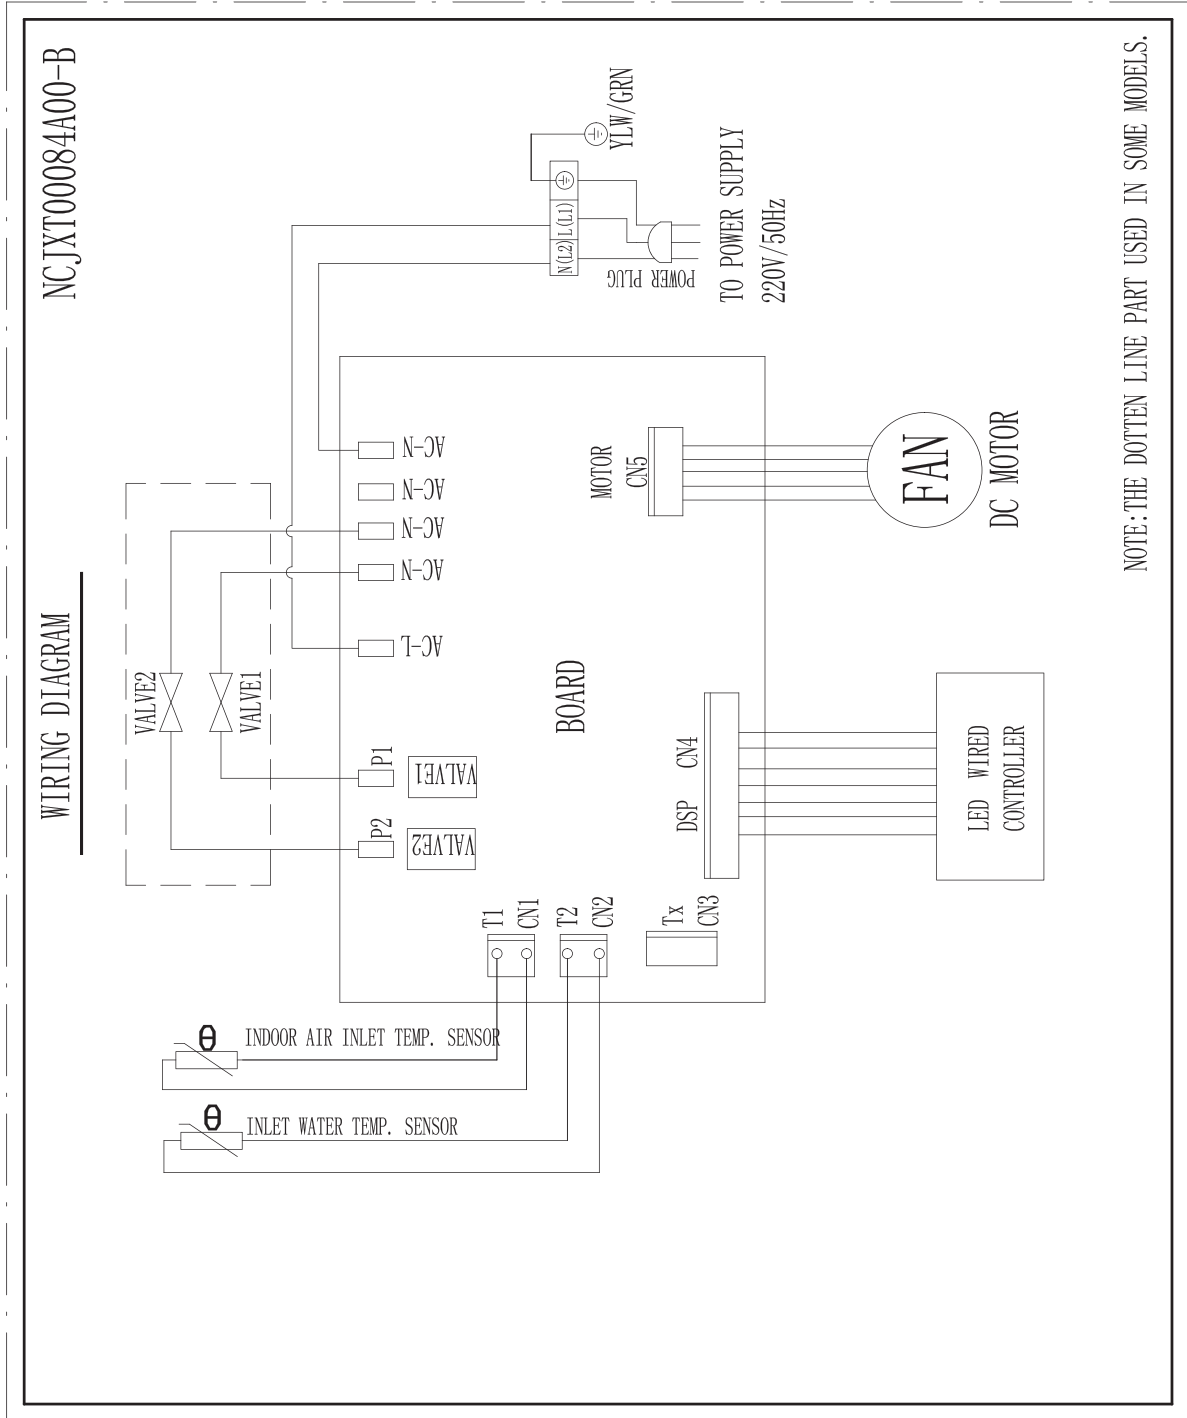 WIRING DIAGRAM
NCJXT00084A00-B
VALVE2
VALVE1
P2
P1
VALVE2
VALVE1
AC-L
AC-N
AC-N
AC-N
AC-N
N(L2)
L(L1)
YLW/GRN
POWER PLUG
TO POWER SUPPLY
220V/50Hz
INDOOR AIR INLET TEMP. SENSOR
θ
INLET WATER TEMP. SENSOR
θ
T1
CN1
T2
CN2
Tx
CN3
BOARD
DSP CN4
MOTOR
CN5
FAN
DC MOTOR
LED WIRED
CONTROLLER
NOTE:THE DOTTEN LINE PART USED IN SOME MODELS.